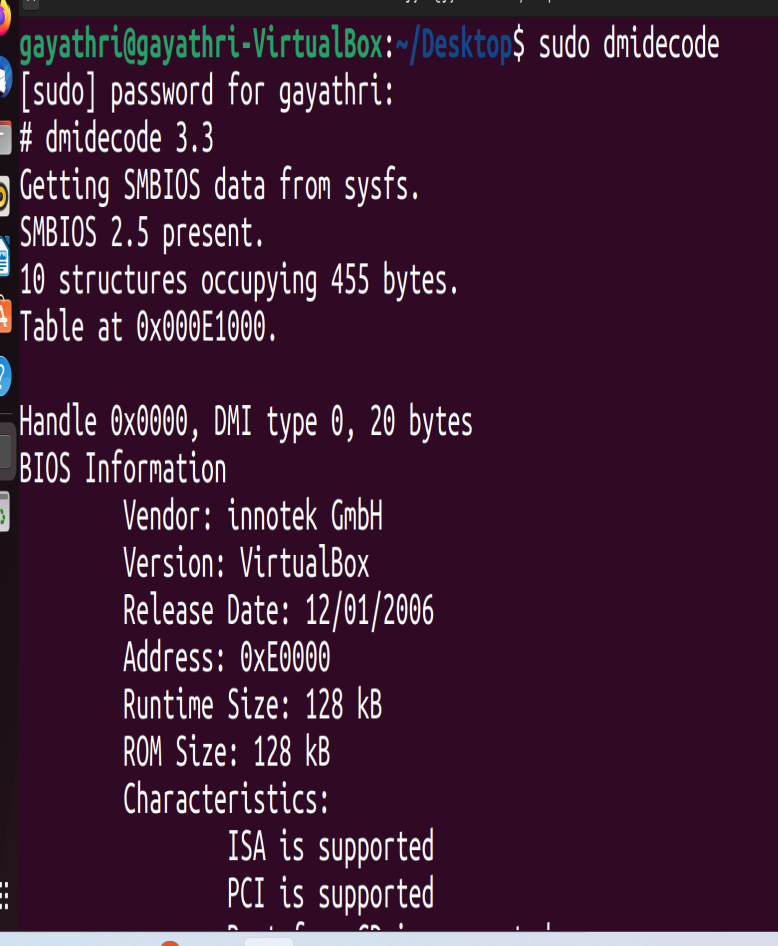 gayathri@gayathri-VirtualBox:~/Desktop$ sudo dmidecode
[sudo] password for gayathri:
# dmidecode 3.3
Getting SMBIOS data from sysfs.
SMBIOS 2.5 present.
10 structures occupying 455 bytes.
Table at 0x000E1000.
Handle 0x0000, DMI type 0, 20 bytes
BIOS Information
Vendor: innotek GmbH
Version: VirtualBox
Release Date: 12/01/2006
Address: 0xE0000
Runtime Size: 128 kB
ROM Size: 128 kB
Characteristics:
ISA is supported
PCI is supported